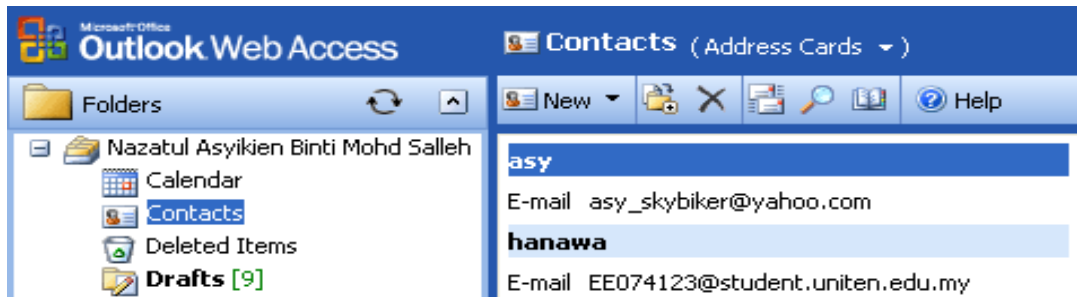 Microsoft Office
Outlook Web Access
Contacts (Address Cards )
Folders
New
Help
Nazatul Asyikien Binti Mohd Salleh
Calendar
Contacts
Deleted Items
Drafts [9]
asy
E-mail asy_skybiker@yahoo.com
hanawa
E-mail EE074123@student.uniten.edu.my